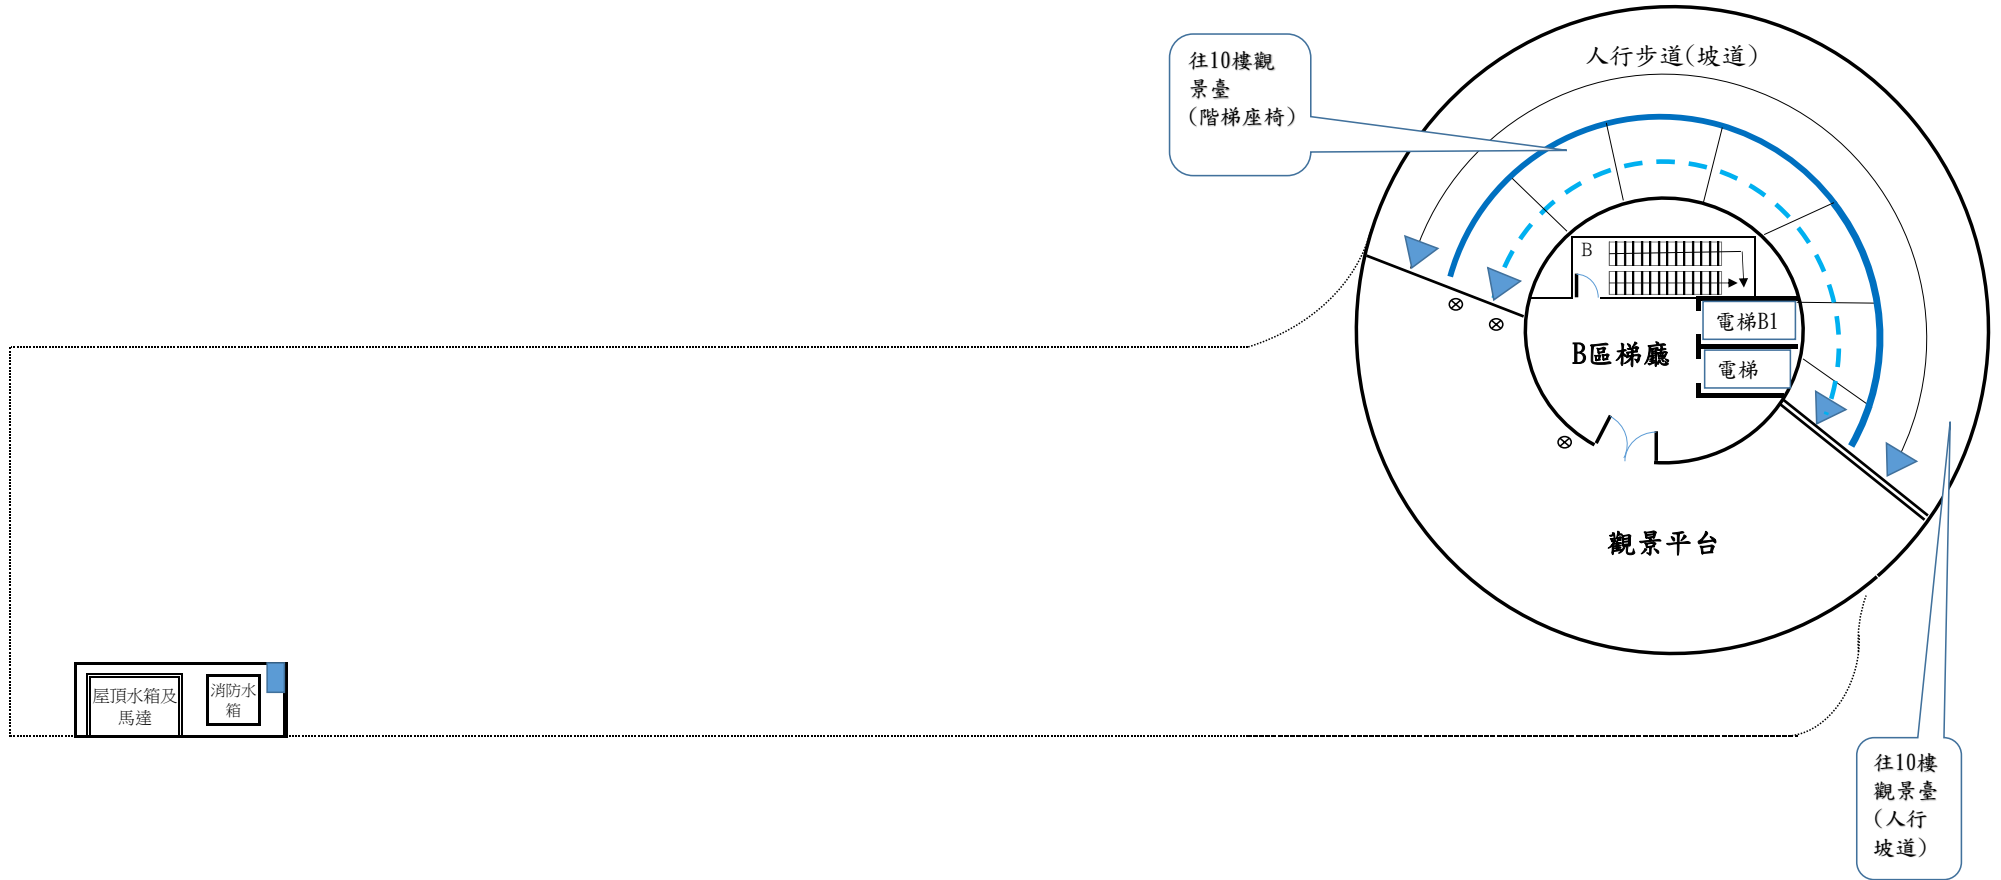 人行步道(坡道)
往10樓觀
景臺
(階梯座椅)
B
電梯B1
B區梯廳
電梯
觀景平台
屋頂水箱及
馬達
消防水
箱
往10樓
觀景臺
(人行
坡道)